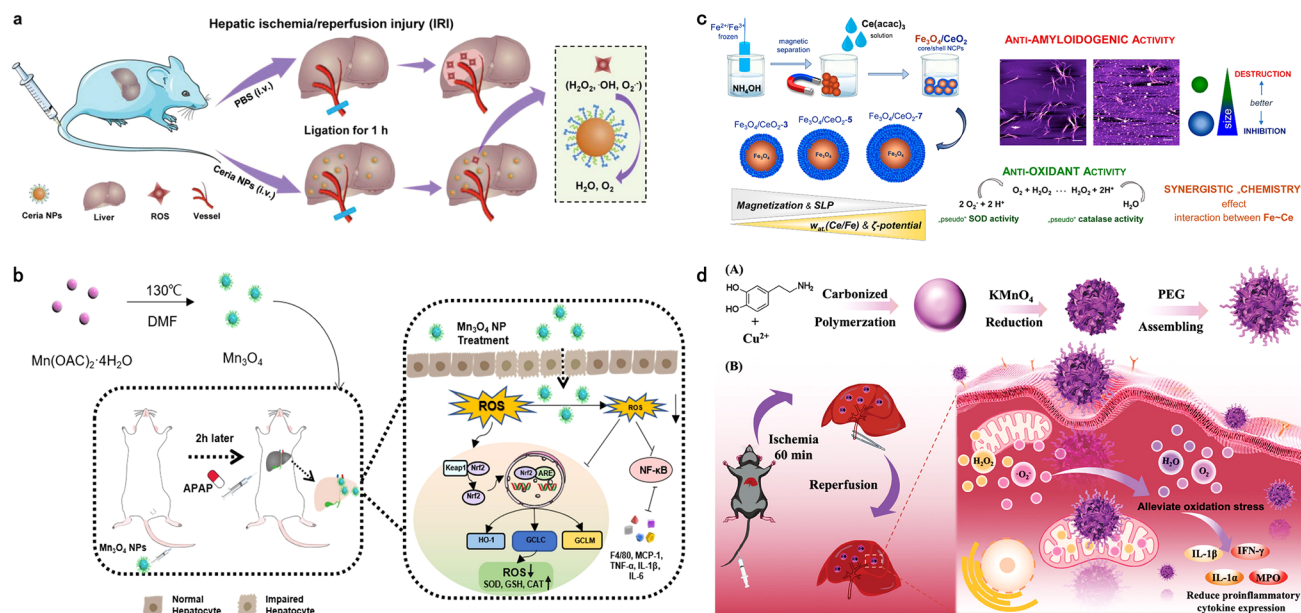 a
Hepatic ischemia/reperfusion injury (IRI)
PBS (i.v.)
Ligation for 1 h
Ceria NPs (i.v.)
(H₂O₂, ·OH, O₂·⁻)
H₂O, O₂
Ceria NPs
Liver
ROS
Vessel
c
Fe²⁺/Fe³⁺
frozen
NH₄OH
magnetic
separation
Ce(acac)₃
solution
Fe₃O₄/CeO₂
core/shell NCPs
Fe₃O₄/CeO₂-3
Fe₃O₄/CeO₂-5
Fe₃O₄/CeO₂-7
Fe₃O₄
Fe₃O₄
Fe₃O₄
Magnetization & SLP
wat.(Ce/Fe) & ζ-potential
ANTI-AMYLOIDOGENIC ACTIVITY
DESTRUCTION
better
INHIBITION
size
ANTI-OXIDANT ACTIVITY
O₂ + H₂O₂ ··· H₂O₂ + 2H⁺
2 O₂⁻ + 2 H⁺
H₂O
„pseudo“ SOD activity
„pseudo“ catalase activity
SYNERGISTIC „CHEMISTRY
effect
interaction between Fe~Ce
b
130℃
DMF
Mn(OAC)₂·4H₂O
Mn₃O₄
2h later
APAP
Mn₃O₄ NPs
Normal
Hepatocyte
Impaired
Hepatocyte
Mn₃O₄ NP
Treatment
ROS
ROS
Keap1
Nrf2
Nrf2
Nrf2
ARE
NF-κB
HO-1
GCLC
GCLM
ROS
SOD, GSH, CAT
F4/80, MCP-1,
TNF-α, IL-1β,
IL-6
d
(A)
HO
HO
NH₂
+
Cu²⁺
Carbonized
Polymerzation
KMnO₄
Reduction
PEG
Assembling
(B)
Ischemia
60 min
Reperfusion
H₂O₂
·O₂⁻
H₂O
O₂
Alleviate oxidation stress
IL-1β
IFN-γ
IL-1α
MPO
Reduce proinflammatory
cytokine expression